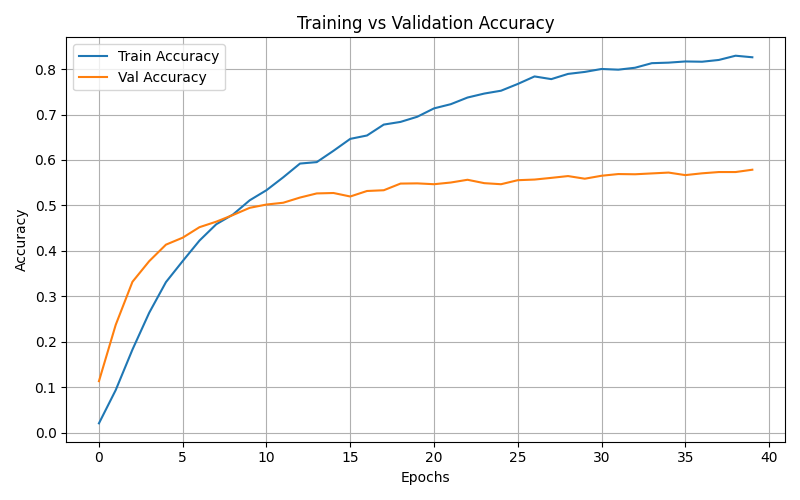 Training vs Validation Accuracy
Train Accuracy
Val Accuracy
Accuracy
0.8
0.7
0.6
0.5
0.4
0.3
0.2
0.1
0.0
0 5 10 15 20 25 30 35 40
Epochs